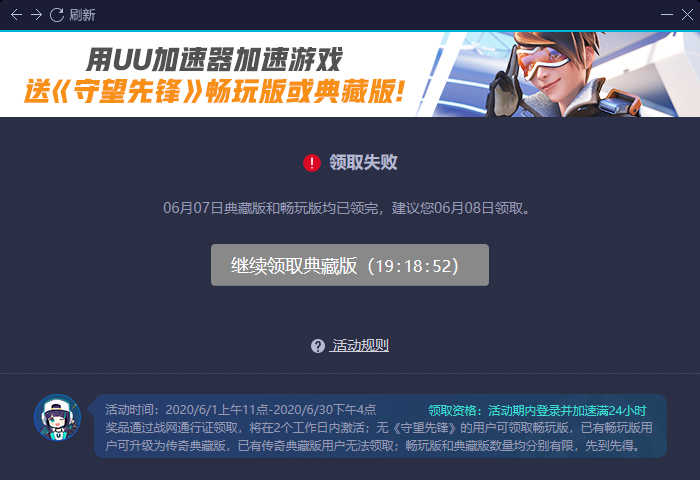 刷新
用UU加速器加速游戏
送《守望先锋》畅玩版或典藏版!
领取失败
06月07日典藏版和畅玩版均已领完，建议您06月08日领取。
继续领取典藏版（19:18:52）
? 活动规则
活动时间：2020/6/1上午11点-2020/6/30下午4点 领取资格：活动期内登录并加速满24小时
奖品通过战网通行证领取，将在2个工作日内激活；无《守望先锋》的用户可领取畅玩版，已有畅玩版用
户可升级为传奇典藏版，已有传奇典藏版用户无法领取；畅玩版和典藏版数量均分别有限，先到先得。